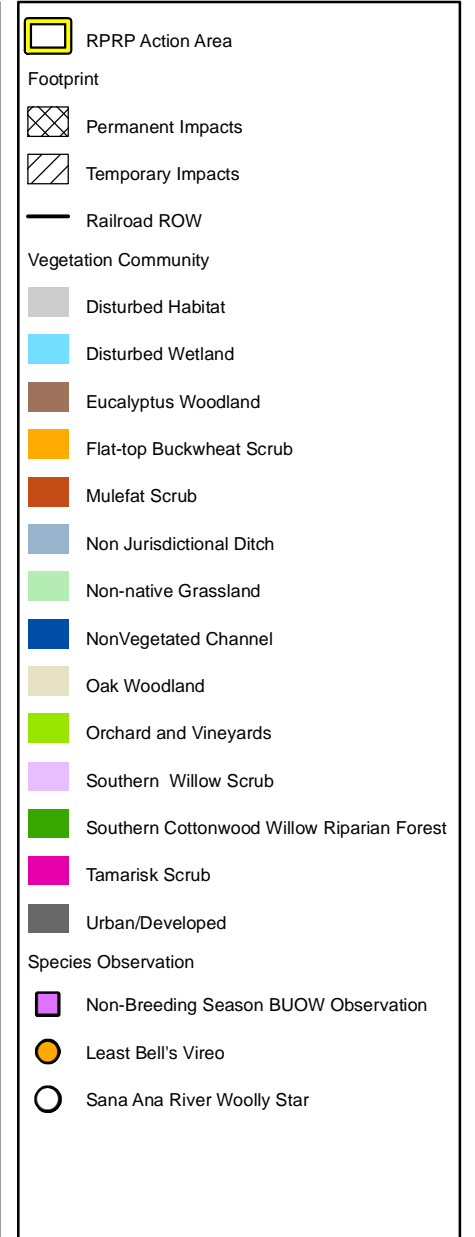 RPRP Action Area
Footprint
Permanent Impacts
Temporary Impacts
Railroad ROW
Vegetation Community
Disturbed Habitat
Disturbed Wetland
Eucalyptus Woodland
Flat-top Buckwheat Scrub
Mulefat Scrub
Non Jurisdictional Ditch
Non-native Grassland
NonVegetated Channel
Oak Woodland
Orchard and Vineyards
Southern  Willow Scrub
Southern Cottonwood Willow Riparian Forest
Tamarisk Scrub
Urban/Developed
Species Observation
Non-Breeding Season BUOW Observation
Least Bell's Vireo
Sana Ana River Woolly Star